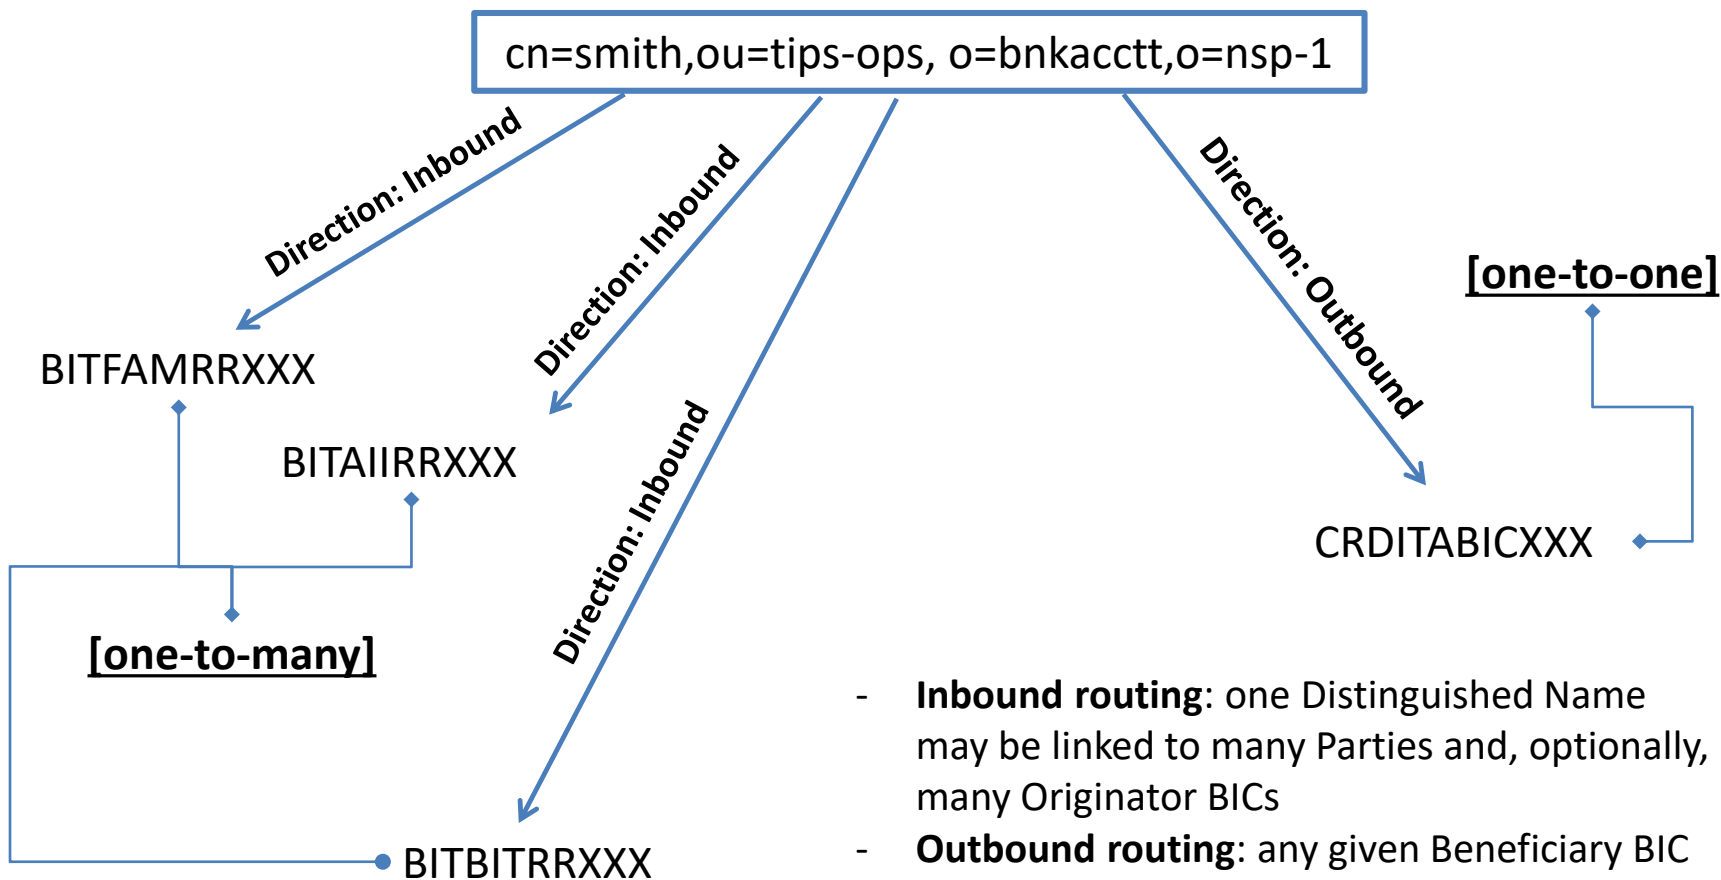 cn=smith,ou=tips-ops, o=bnkacctt,o=nsp-1
Direction: Inbound
Direction: Inbound
Direction: Inbound
Direction: Outbound
[one-to-one]
BITFAMRRXXX
BITAIIRRXXX
CRDITABICXXX
[one-to-many]
BITBITRRXXX
- Inbound routing: one Distinguished Name
may be linked to many Parties and, optionally,
many Originator BICs
- Outbound routing: any given Beneficiary BIC